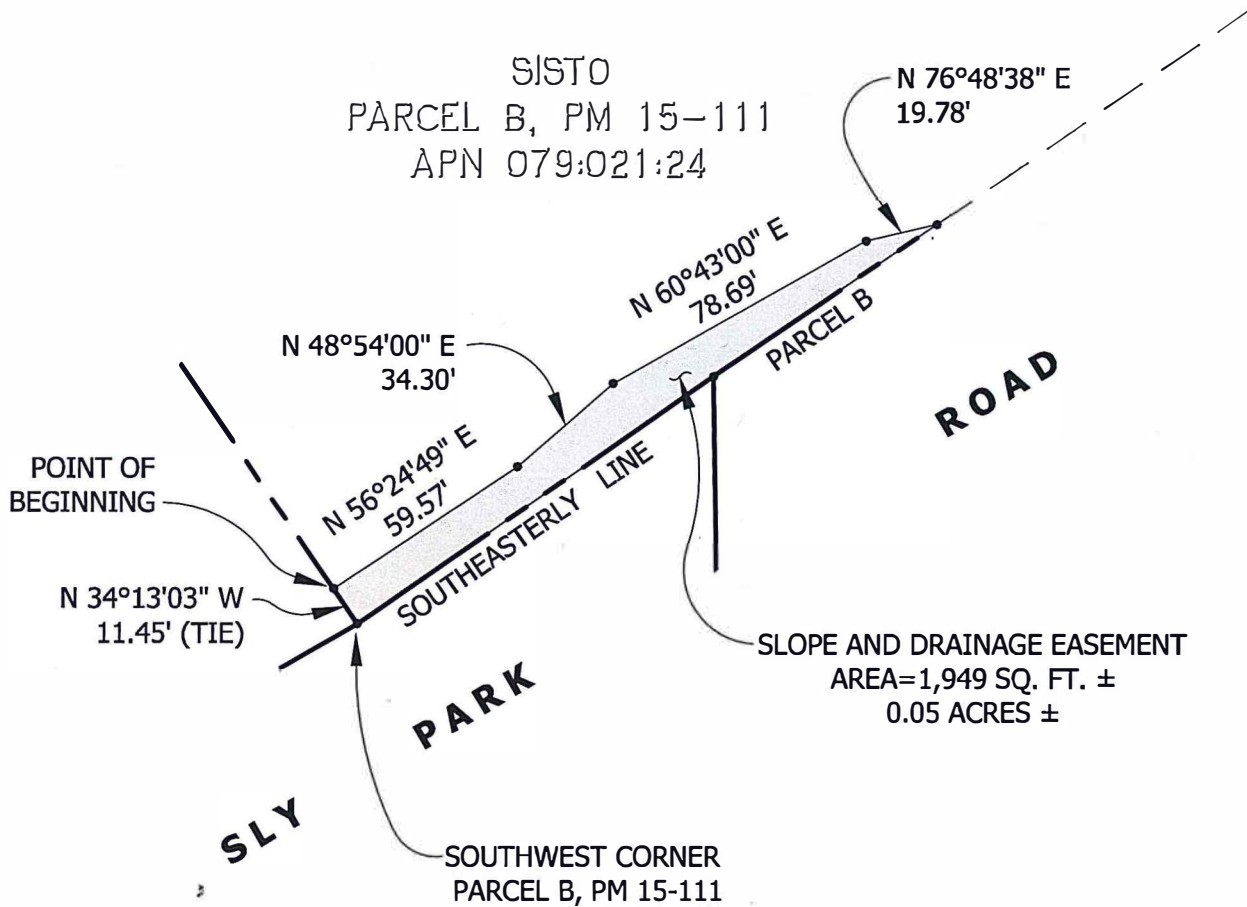 SISTO
PARCEL B, PM 15-111
APN 079:021:24
N 76°48'38" E
19.78'
N 60°43'00" E
78.69'
N 48°54'00" E
34.30'
N 56°24'49" E
59.57'
POINT OF
BEGINNING
N 34°13'03" W
11.45' (TIE)
SOUTHEASTERLY LINE PARCEL B
SLY PARK ROAD
SLOPE AND DRAINAGE EASEMENT
AREA=1,949 SQ. FT. ±
0.05 ACRES ±
SOUTHWEST CORNER
PARCEL B, PM 15-111